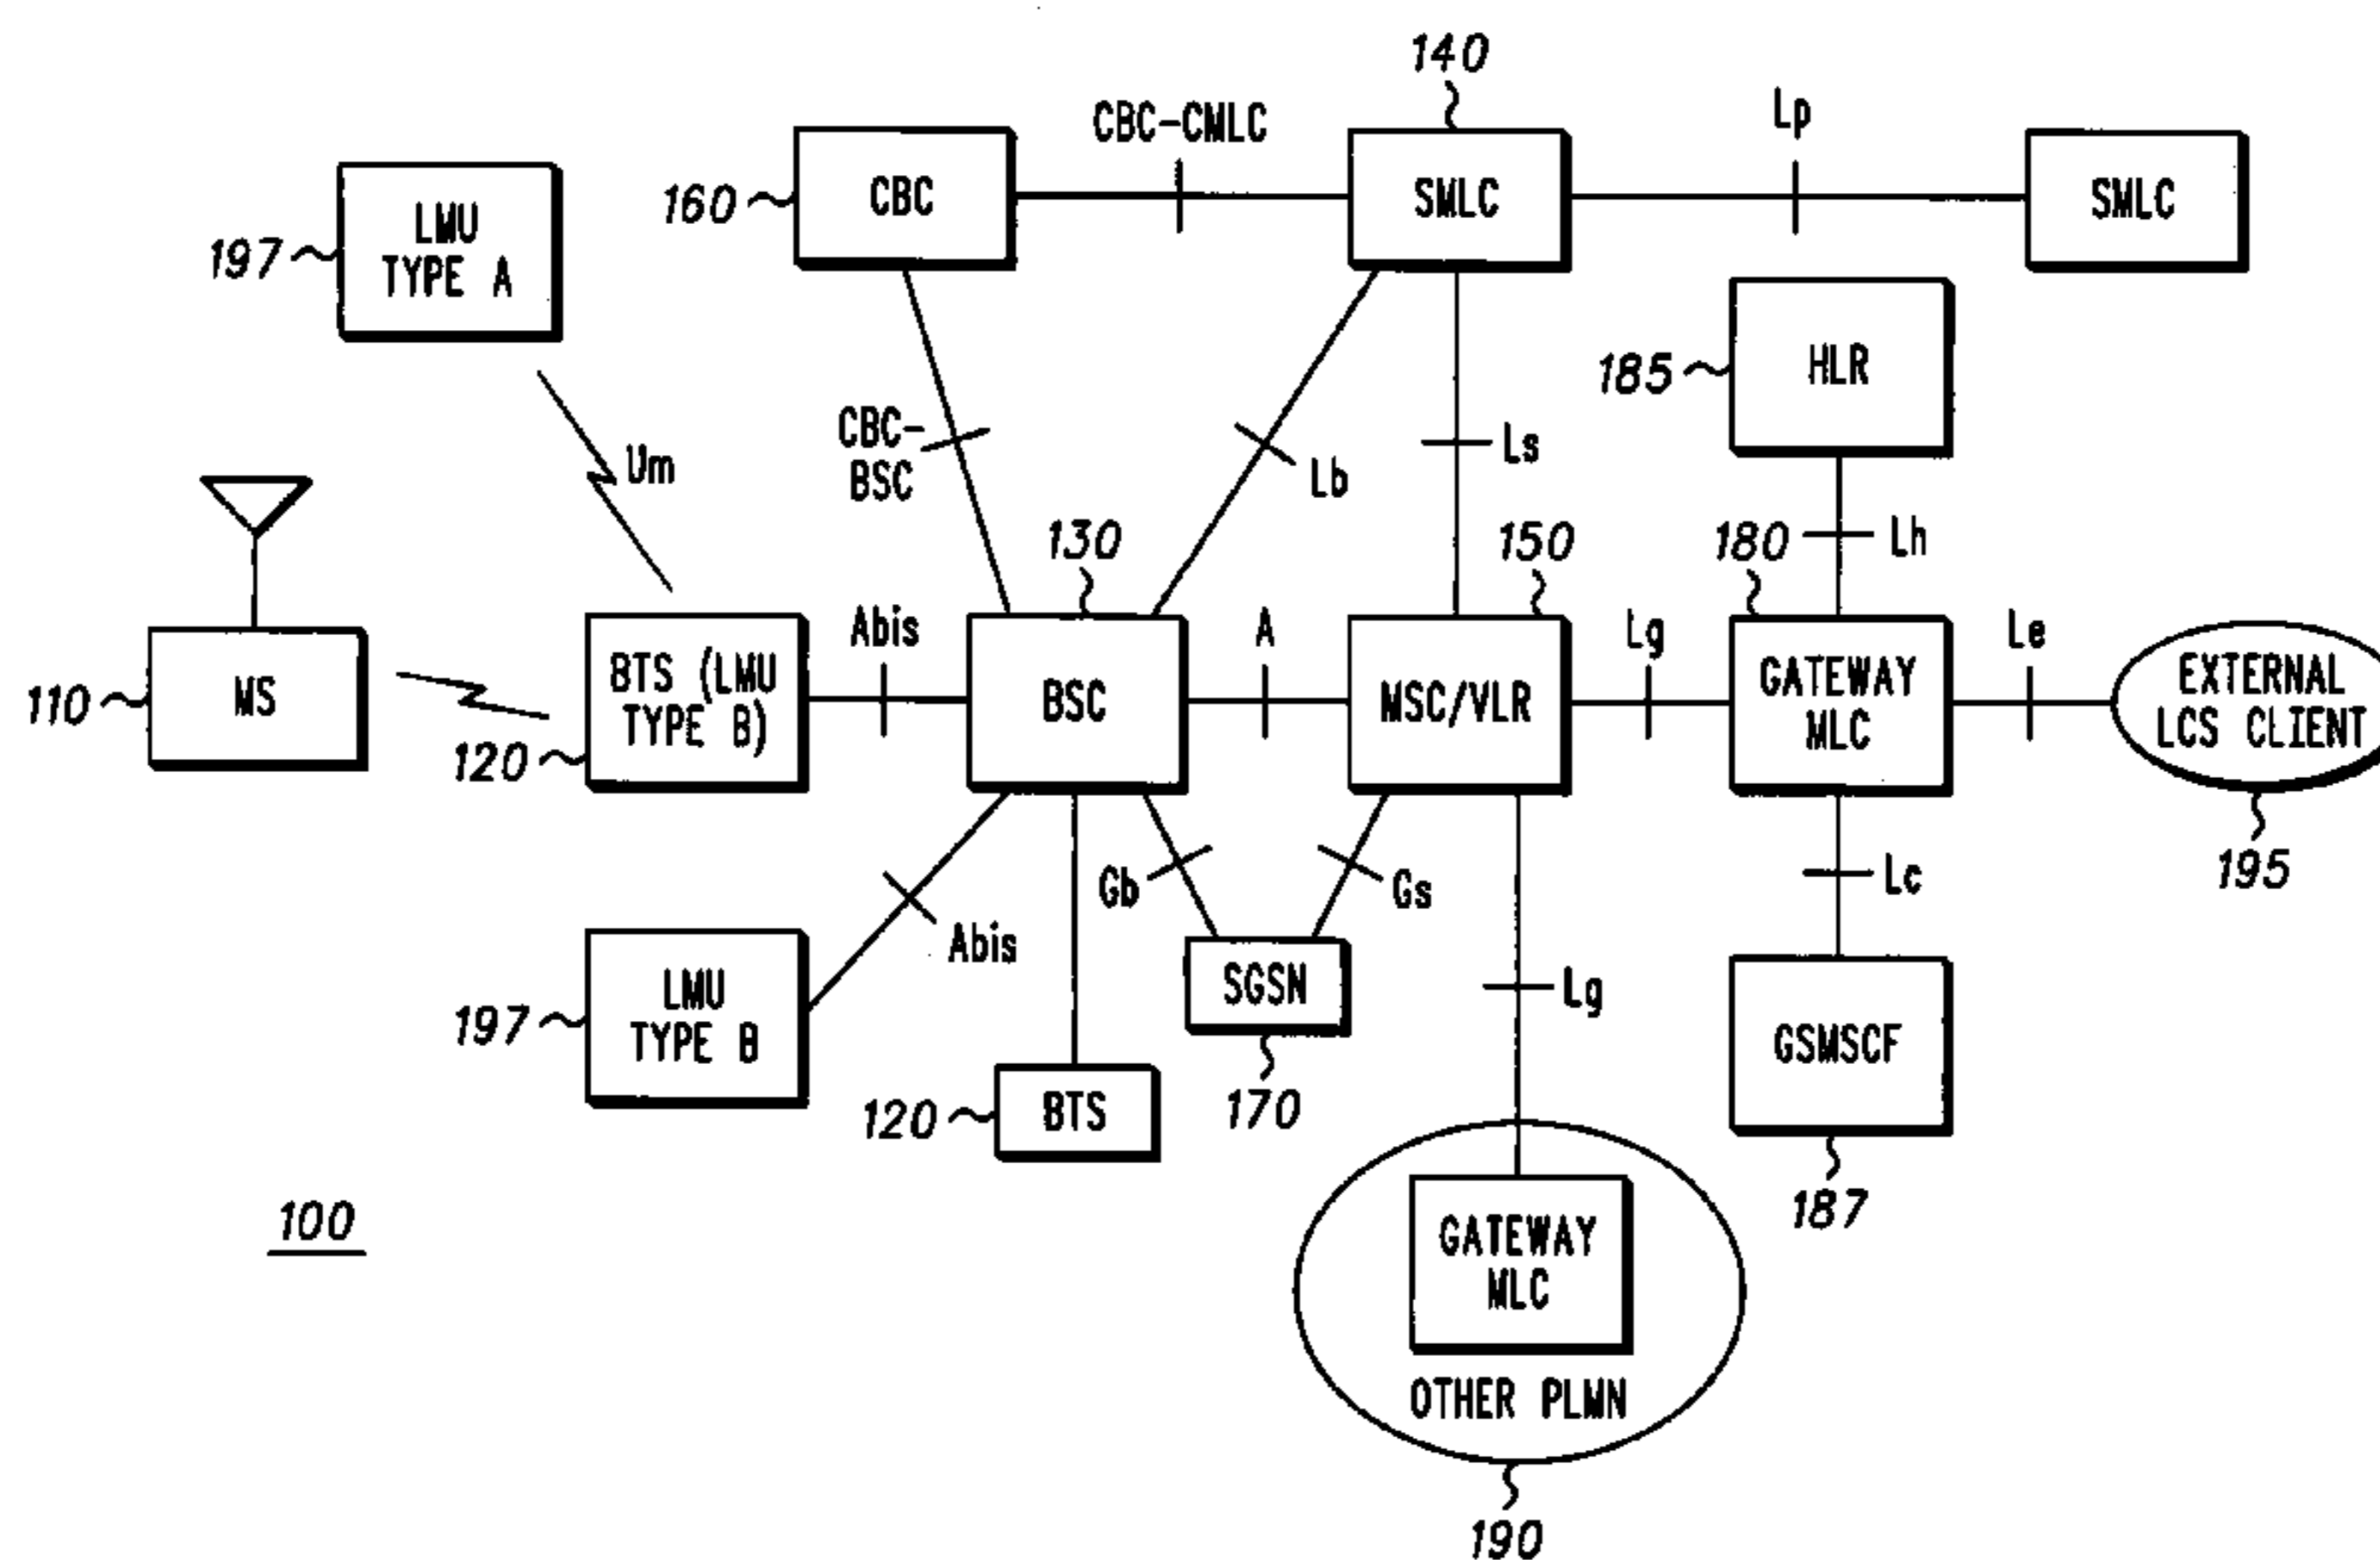 140
CBC-CMLC
Lp
160
CBC
SMLC
SMLC
197
LMU
TYPE A
185
HLR
Um
CBC-
BSC
Lb
Ls
Lh
130
150
180
Abis
A
Lg
Le
110
MS
BTS (LMU
TYPE B)
120
BSC
MSC/VLR
GATEWAY
MLC
EXTERNAL
LCS CLIENT
195
Gb
Gs
Lc
Abis
197
LMU
TYPE B
SGSN
170
Lg
GSMSCF
187
120
BTS
100
GATEWAY
MLC
OTHER PLMN
190